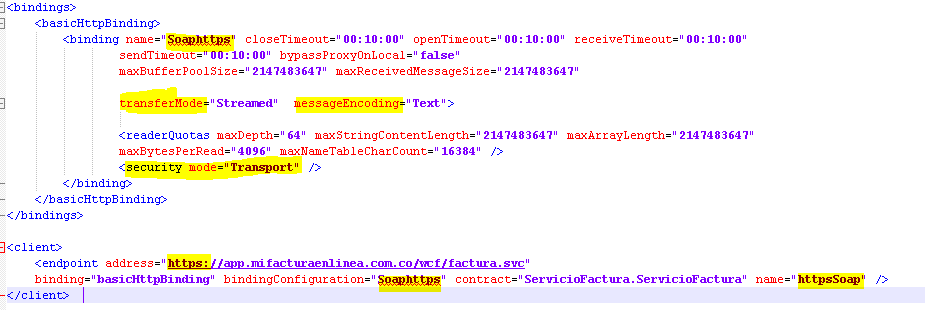 <bindings>
<basicHttpBinding>
<binding name="Soaphttps" closeTimeout="00:10:00" openTimeout="00:10:00" receiveTimeout="00:10:00"
sendTimeout="00:10:00" bypassProxyOnLocal="false"
maxBufferPoolSize="2147483647" maxReceivedMessageSize="2147483647"
transferMode="Streamed" messageEncoding="Text">
<readerQuotas maxDepth="64" maxStringContentLength="2147483647" maxArrayLength="2147483647"
maxBytesPerRead="4096" maxNameTableCharCount="16384" />
<security mode="Transport" />
</binding>
</basicHttpBinding>
</bindings>
<client>
<endpoint address="https://app.mifacturaenlinea.com.co/wcf/factura.svc"
binding="basicHttpBinding" bindingConfiguration="Soaphttps" contract="ServicioFactura.ServicioFactura" name="httpsSoap" />
</client>